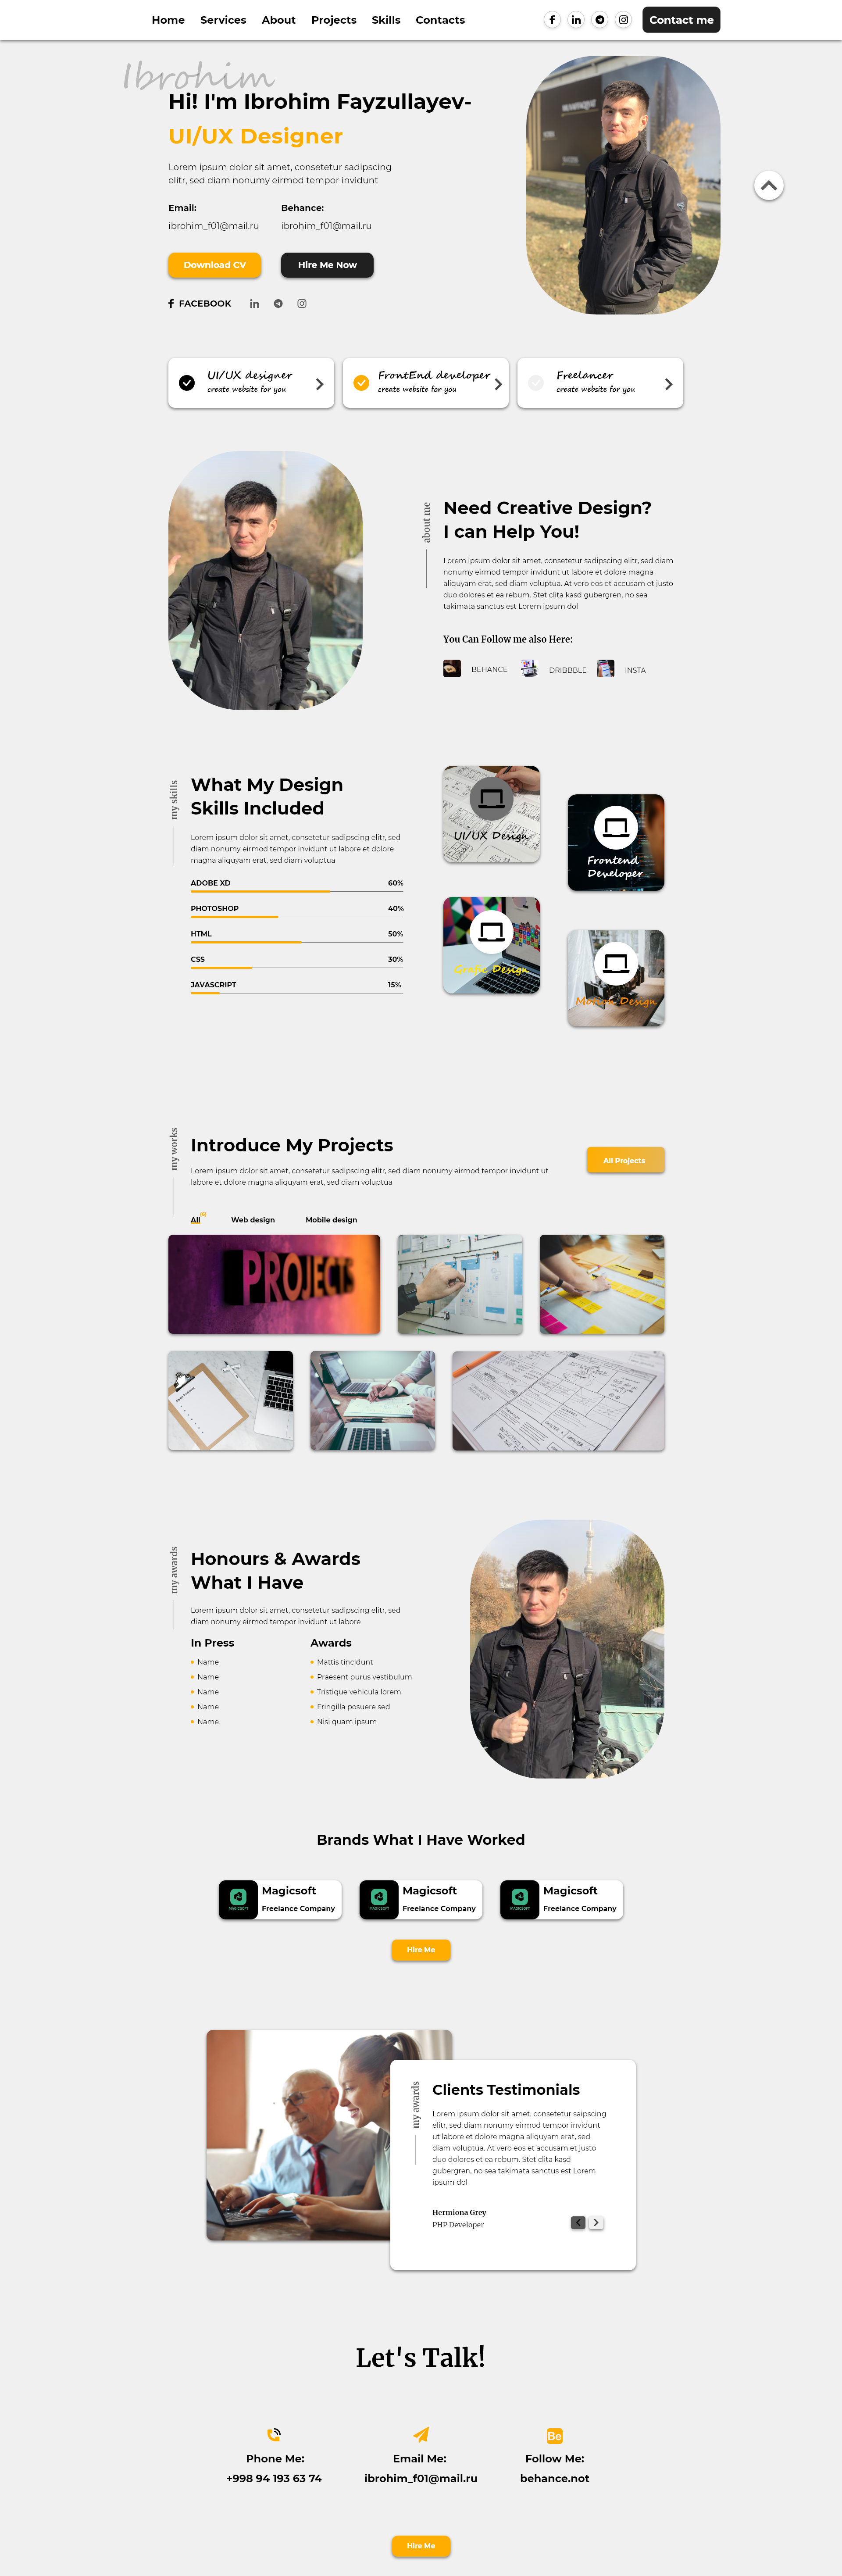 Home Services About Projects Skills Contacts
Contact me
Ibrohim
Hi! I'm Ibrohim Fayzullayev-
UI/UX Designer
Lorem ipsum dolor sit amet, consetetur sadipscing
elitr, sed diam nonumy eirmod tempor invidunt
Email: Behance:
ibrohim_f01@mail.ru ibrohim_f01@mail.ru
Download CV Hire Me Now
FACEBOOK
UI/UX designer
create website for you
FrontEnd developer
create website for you
Freelancer
create website for you
about me
Need Creative Design?
I can Help You!
Lorem ipsum dolor sit amet, consetetur sadipscing elitr, sed diam
nonumy eirmod tempor invidunt ut labore et dolore magna
aliquyam erat, sed diam voluptua. At vero eos et accusam et justo
duo dolores et ea rebum. Stet clita kasd gubergren, no sea
takimata sanctus est Lorem ipsum dol
You Can Follow me also Here:
BEHANCE DRIBBBLE INSTA
my skills
What My Design
Skills Included
Lorem ipsum dolor sit amet, consetetur sadipscing elitr, sed
diam nonumy eirmod tempor invidunt ut labore et dolore
magna aliquyam erat, sed diam voluptua
ADOBE XD 60%
PHOTOSHOP 40%
HTML 50%
CSS 30%
JAVASCRIPT 15%
UI/UX Design
Frontend
Developer
Grafic Design
Motion Design
my works
Introduce My Projects
Lorem ipsum dolor sit amet, consetetur sadipscing elitr, sed diam nonumy eirmod tempor invidunt ut
labore et dolore magna aliquyam erat, sed diam voluptua
All Projects
All Web design Mobile design
PROJECTS
my awards
Honours & Awards
What I Have
Lorem ipsum dolor sit amet, consetetur sadipscing elitr, sed
diam nonumy eirmod tempor invidunt ut labore
In Press Awards
Name Mattis tincidunt
Name Praesent purus vestibulum
Name Tristique vehicula lorem
Name Fringilla posuere sed
Name Nisi quam ipsum
Brands What I Have Worked
MAGICSOFT
Magicsoft
Freelance Company
MAGICSOFT
Magicsoft
Freelance Company
MAGICSOFT
Magicsoft
Freelance Company
Hire Me
my awards
Clients Testimonials
Lorem ipsum dolor sit amet, consetetur saipscing
elitr, sed diam nonumy eirmod tempor invidunt
ut labore et dolore magna aliquyam erat, sed
diam voluptua. At vero eos et accusam et justo
duo dolores et ea rebum. Stet clita kasd
gubergren, no sea takimata sanctus est Lorem
ipsum dol
Hermiona Grey
PHP Developer
Let's Talk!
Be
Phone Me: Email Me: Follow Me:
+998 94 193 63 74 ibrohim_f01@mail.ru behance.not
Hire Me